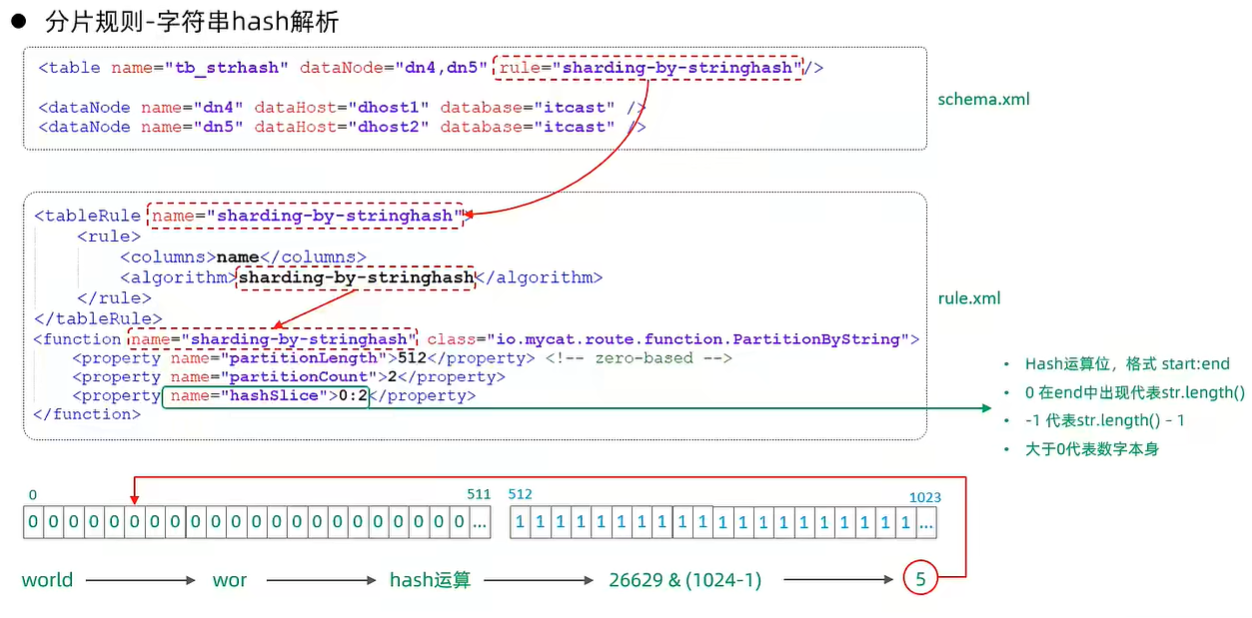 ● 分片规则-字符串hash解析
<table name="tb_strhash" dataNode="dn4,dn5" rule="sharding-by-stringhash"/>
<dataNode name="dn4" dataHost="dhost1" database="itcast" />
<dataNode name="dn5" dataHost="dhost2" database="itcast" />
schema.xml
<tableRule name="sharding-by-stringhash">
<rule>
<columns>name</columns>
<algorithm>sharding-by-stringhash</algorithm>
</rule>
</tableRule>
<function name="sharding-by-stringhash" class="io.mycat.route.function.PartitionByString">
<property name="partitionLength">512</property> <!-- zero-based -->
<property name="partitionCount">2</property>
<property name="hashSlice">0:2</property>
</function>
rule.xml
• Hash运算位，格式 start:end
• 0 在end中出现代表str.length()
• -1 代表str.length() - 1
• 大于0代表数字本身
0 511 512 1023
0 0 0 0 0 0 0 0 0 0 0 0 0 0 0 0 0 0 0 0 0 0 ... 1 1 1 1 1 1 1 1 1 1 1 1 1 1 1 1 1 1 1 1 ...
world wor hash运算 26629 & (1024-1) 5